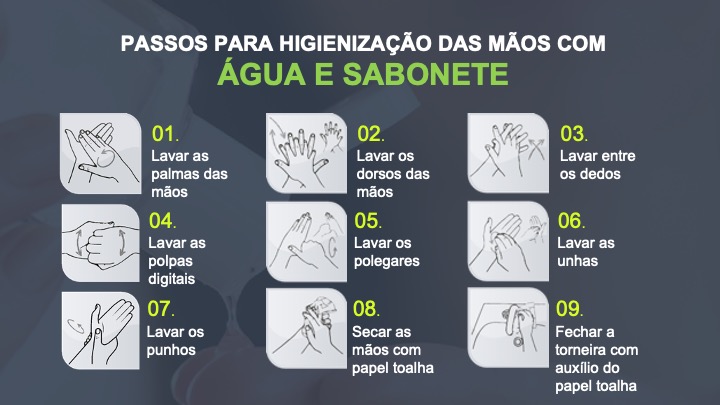 PASSOS PARA HIGIENIZAÇÃO DAS MÃOS COM
ÁGUA E SABONETE
01.
Lavar as
palmas das
mãos
02.
Lavar os
dorsos das
mãos
03.
Lavar entre
os dedos
04.
Lavar as
polpas
digitais
05.
Lavar os
polegares
06.
Lavar as
unhas
07.
Lavar os
punhos
08.
Secar as
mãos com
papel toalha
09.
Fechar a
torneira com
auxílio do
papel toalha